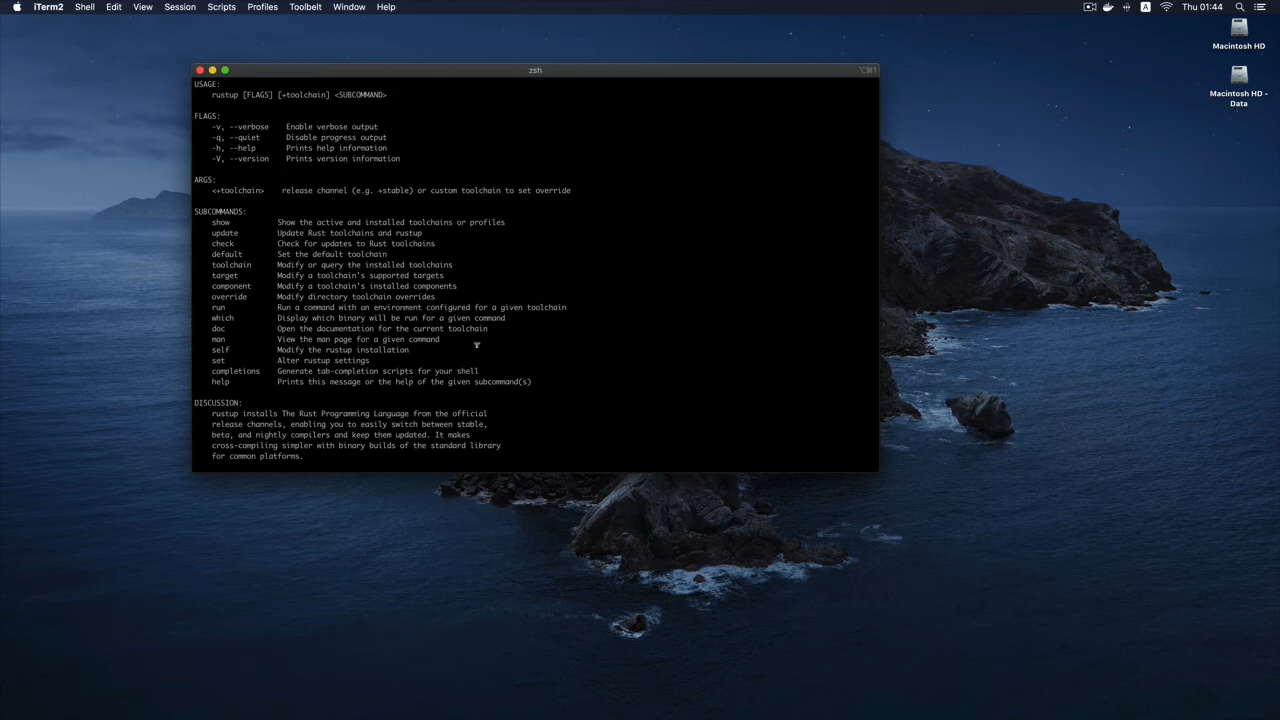 iTerm2 Shell Edit View Session Scripts Profiles Toolbelt Window Help A Thu 01:44
Macintosh HD
Macintosh HD -
Data
zsh ⌥⌘1
USAGE:
rustup [FLAGS] [+toolchain] <SUBCOMMAND>
FLAGS:
-v, --verbose Enable verbose output
-q, --quiet Disable progress output
-h, --help Prints help information
-V, --version Prints version information
ARGS:
<+toolchain> release channel (e.g. +stable) or custom toolchain to set override
SUBCOMMANDS:
show Show the active and installed toolchains or profiles
update Update Rust toolchains and rustup
check Check for updates to Rust toolchains
default Set the default toolchain
toolchain Modify or query the installed toolchains
target Modify a toolchain's supported targets
component Modify a toolchain's installed components
override Modify directory toolchain overrides
run Run a command with an environment configured for a given toolchain
which Display which binary will be run for a given command
doc Open the documentation for the current toolchain
man View the man page for a given command
self Modify the rustup installation
set Alter rustup settings
completions Generate tab-completion scripts for your shell
help Prints this message or the help of the given subcommand(s)
DISCUSSION:
rustup installs The Rust Programming Language from the official
release channels, enabling you to easily switch between stable,
beta, and nightly compilers and keep them updated. It makes
cross-compiling simpler with binary builds of the standard library
for common platforms.